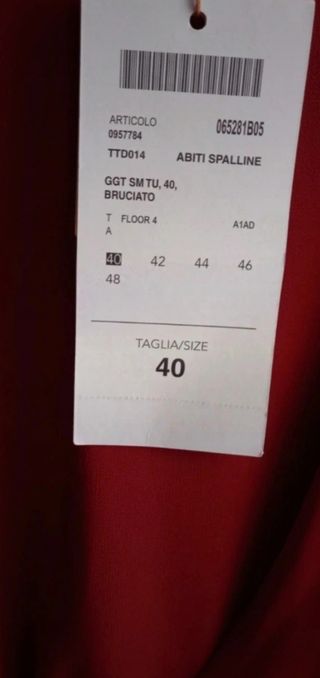 ARTICOLO 065281B05
0957784
TTD014 ABITI SPALLINE
GGT SM TU, 40,
BRUCIATO
T FLOOR 4 A1AD
A
40 42 44 46
48
TAGLIA/SIZE
40